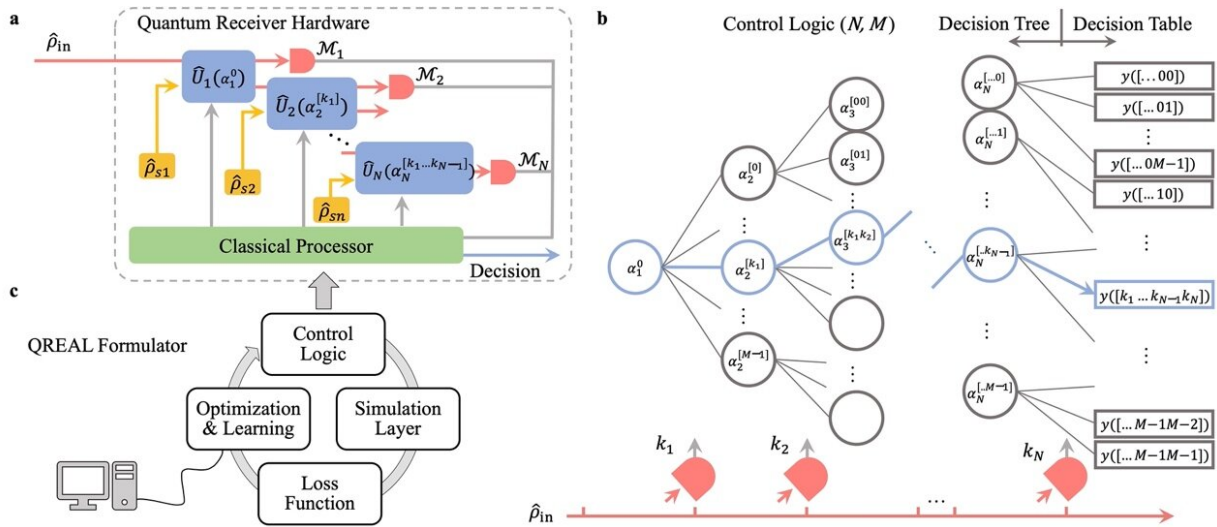 a
Quantum Receiver Hardware
ρ̂in
Û1(α1^0)
ℳ1
Û2(α2^[k1])
ℳ2
⋱
ÛN(αN^[k1...kN−1])
ℳN
ρ̂s1
ρ̂s2
ρ̂sn
Classical Processor
Decision
b
Control Logic (N, M)
Decision Tree
Decision Table
α1^0
α2^[0]
⋮
α2^[k1]
⋮
α2^[M−1]
α3^[00]
α3^[01]
⋮
α3^[k1k2]
⋮
⋮
⋱
αN^[...0]
αN^[...1]
⋮
αN^[..kN−1]
⋮
αN^[..M−1]
y([... 00])
y([... 01])
⋮
y([... 0M−1])
y([... 10])
⋮
y([k1 ... kN−1kN])
⋮
y([... M−1M−2])
y([... M−1M−1])
k1
k2
kN
ρ̂in
...
c
QREAL Formulator
Control
Logic
Optimization
& Learning
Simulation
Layer
Loss
Function